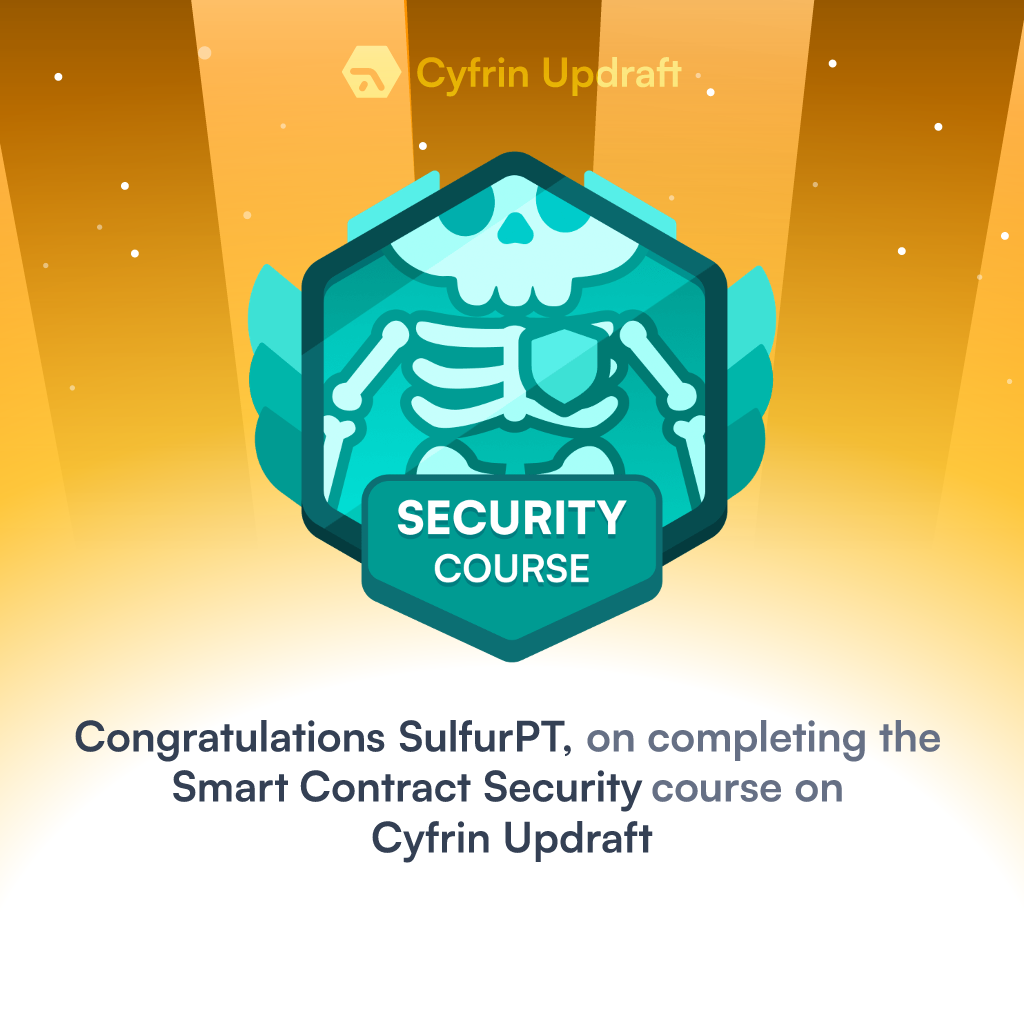 Cyfrin Updraft
SECURITY
COURSE
Congratulations SulfurPT, on completing the
Smart Contract Security course on
Cyfrin Updraft